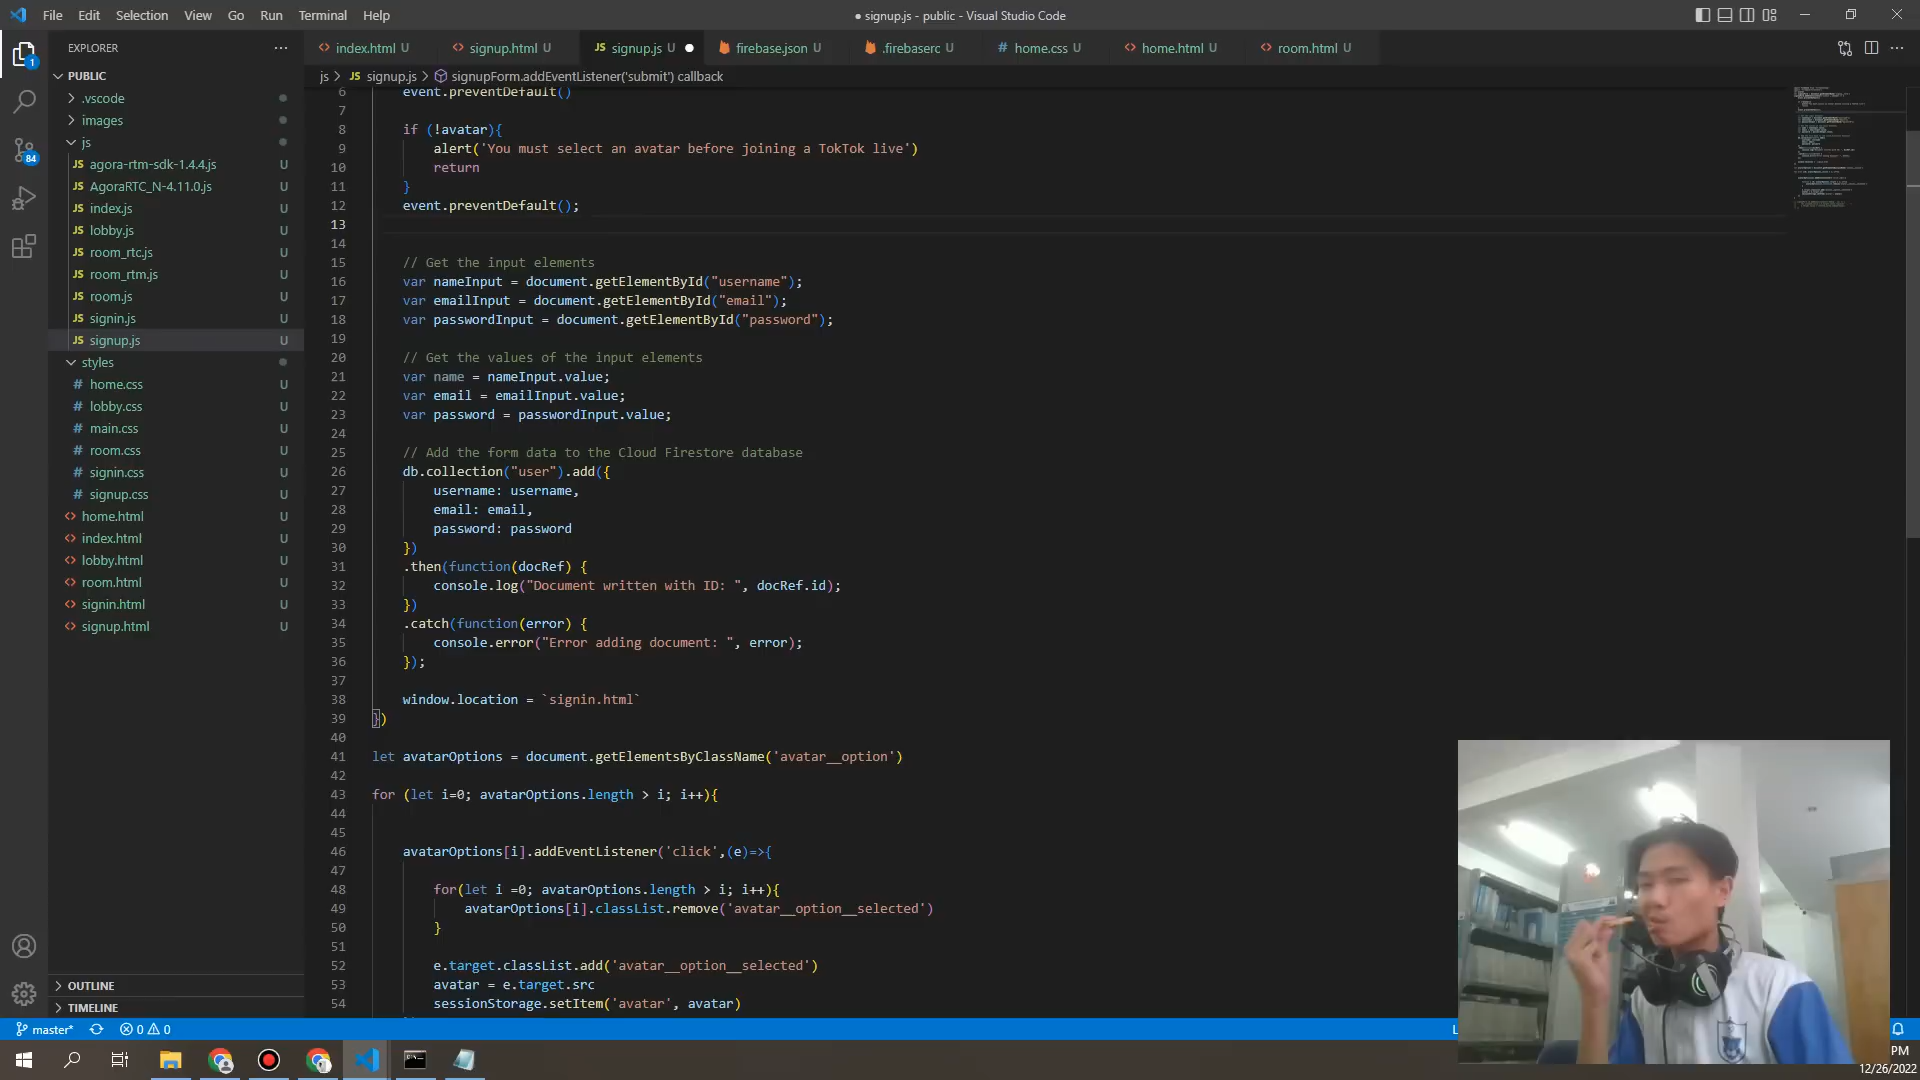 File Edit Selection View Go Run Terminal Help
● signup.js - public - Visual Studio Code
EXPLORER
index.html U
signup.html U
JS signup.js U
firebase.json U
.firebaserc U
# home.css U
home.html U
room.html U
js > JS signup.js > signupForm.addEventListener('submit') callback
PUBLIC
.vscode
images
js
JS agora-rtm-sdk-1.4.4.js U
JS AgoraRTC_N-4.11.0.js U
JS index.js U
JS lobby.js U
JS room_rtc.js U
JS room_rtm.js U
JS room.js U
JS signin.js U
JS signup.js U
styles
# home.css U
# lobby.css U
# main.css U
# room.css U
# signin.css U
# signup.css U
home.html U
index.html U
lobby.html U
room.html U
signin.html U
signup.html U
OUTLINE
TIMELINE
1
84
6 event.preventDefault()
7
8 if (!avatar){
9 alert('You must select an avatar before joining a TokTok live')
10 return
11 }
12 event.preventDefault();
13
14
15 // Get the input elements
16 var nameInput = document.getElementById("username");
17 var emailInput = document.getElementById("email");
18 var passwordInput = document.getElementById("password");
19
20 // Get the values of the input elements
21 var name = nameInput.value;
22 var email = emailInput.value;
23 var password = passwordInput.value;
24
25 // Add the form data to the Cloud Firestore database
26 db.collection("user").add({
27 username: username,
28 email: email,
29 password: password
30 })
31 .then(function(docRef) {
32 console.log("Document written with ID: ", docRef.id);
33 })
34 .catch(function(error) {
35 console.error("Error adding document: ", error);
36 });
37
38 window.location = `signin.html`
39 })
40
41 let avatarOptions = document.getElementsByClassName('avatar__option')
42
43 for (let i=0; avatarOptions.length > i; i++){
44
45
46 avatarOptions[i].addEventListener('click',(e)=>{
47
48 for(let i =0; avatarOptions.length > i; i++){
49 avatarOptions[i].classList.remove('avatar__option__selected')
50 }
51
52 e.target.classList.add('avatar__option__selected')
53 avatar = e.target.src
54 sessionStorage.setItem('avatar', avatar)
master* 0 0
L
PM
12/26/2022